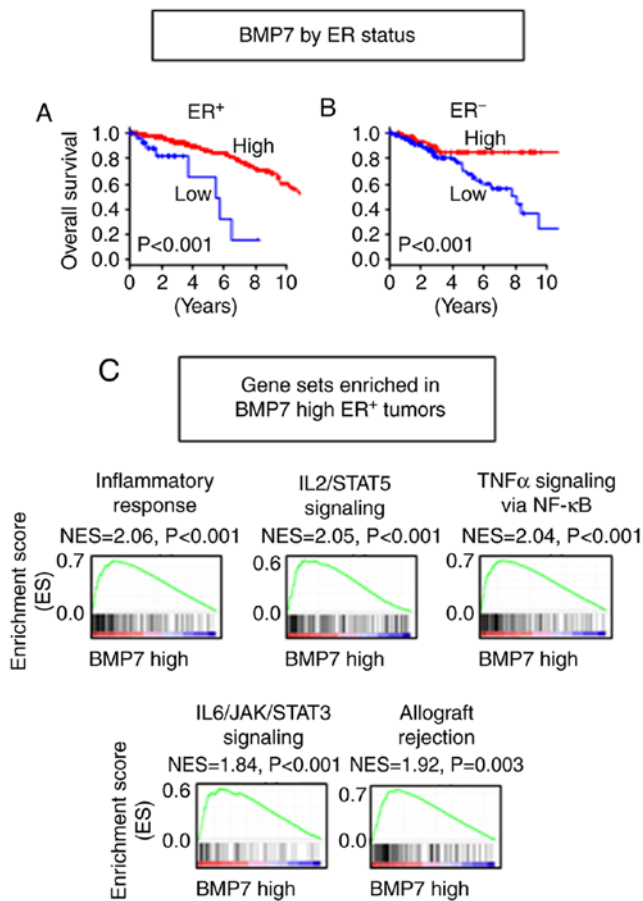 BMP7 by ER status
A
ER⁺
B
ER⁻
Overall survival
1.0
0.8
0.6
0.4
0.2
0.0
High
Low
P<0.001
0 2 4 6 8 10
(Years)
1.0
0.8
0.6
0.4
0.2
0.0
High
Low
P<0.001
0 2 4 6 8 10
(Years)
C
Gene sets enriched in
BMP7 high ER⁺ tumors
Inflammatory
response
NES=2.06, P<0.001
Enrichment score
(ES)
0.7
0.0
BMP7 high
IL2/STAT5
signaling
NES=2.05, P<0.001
0.6
0.0
BMP7 high
TNFα signaling
via NF-κB
NES=2.04, P<0.001
0.7
0.0
BMP7 high
IL6/JAK/STAT3
signaling
NES=1.84, P<0.001
Enrichment score
(ES)
0.6
0.0
BMP7 high
Allograft
rejection
NES=1.92, P=0.003
0.7
0.0
BMP7 high